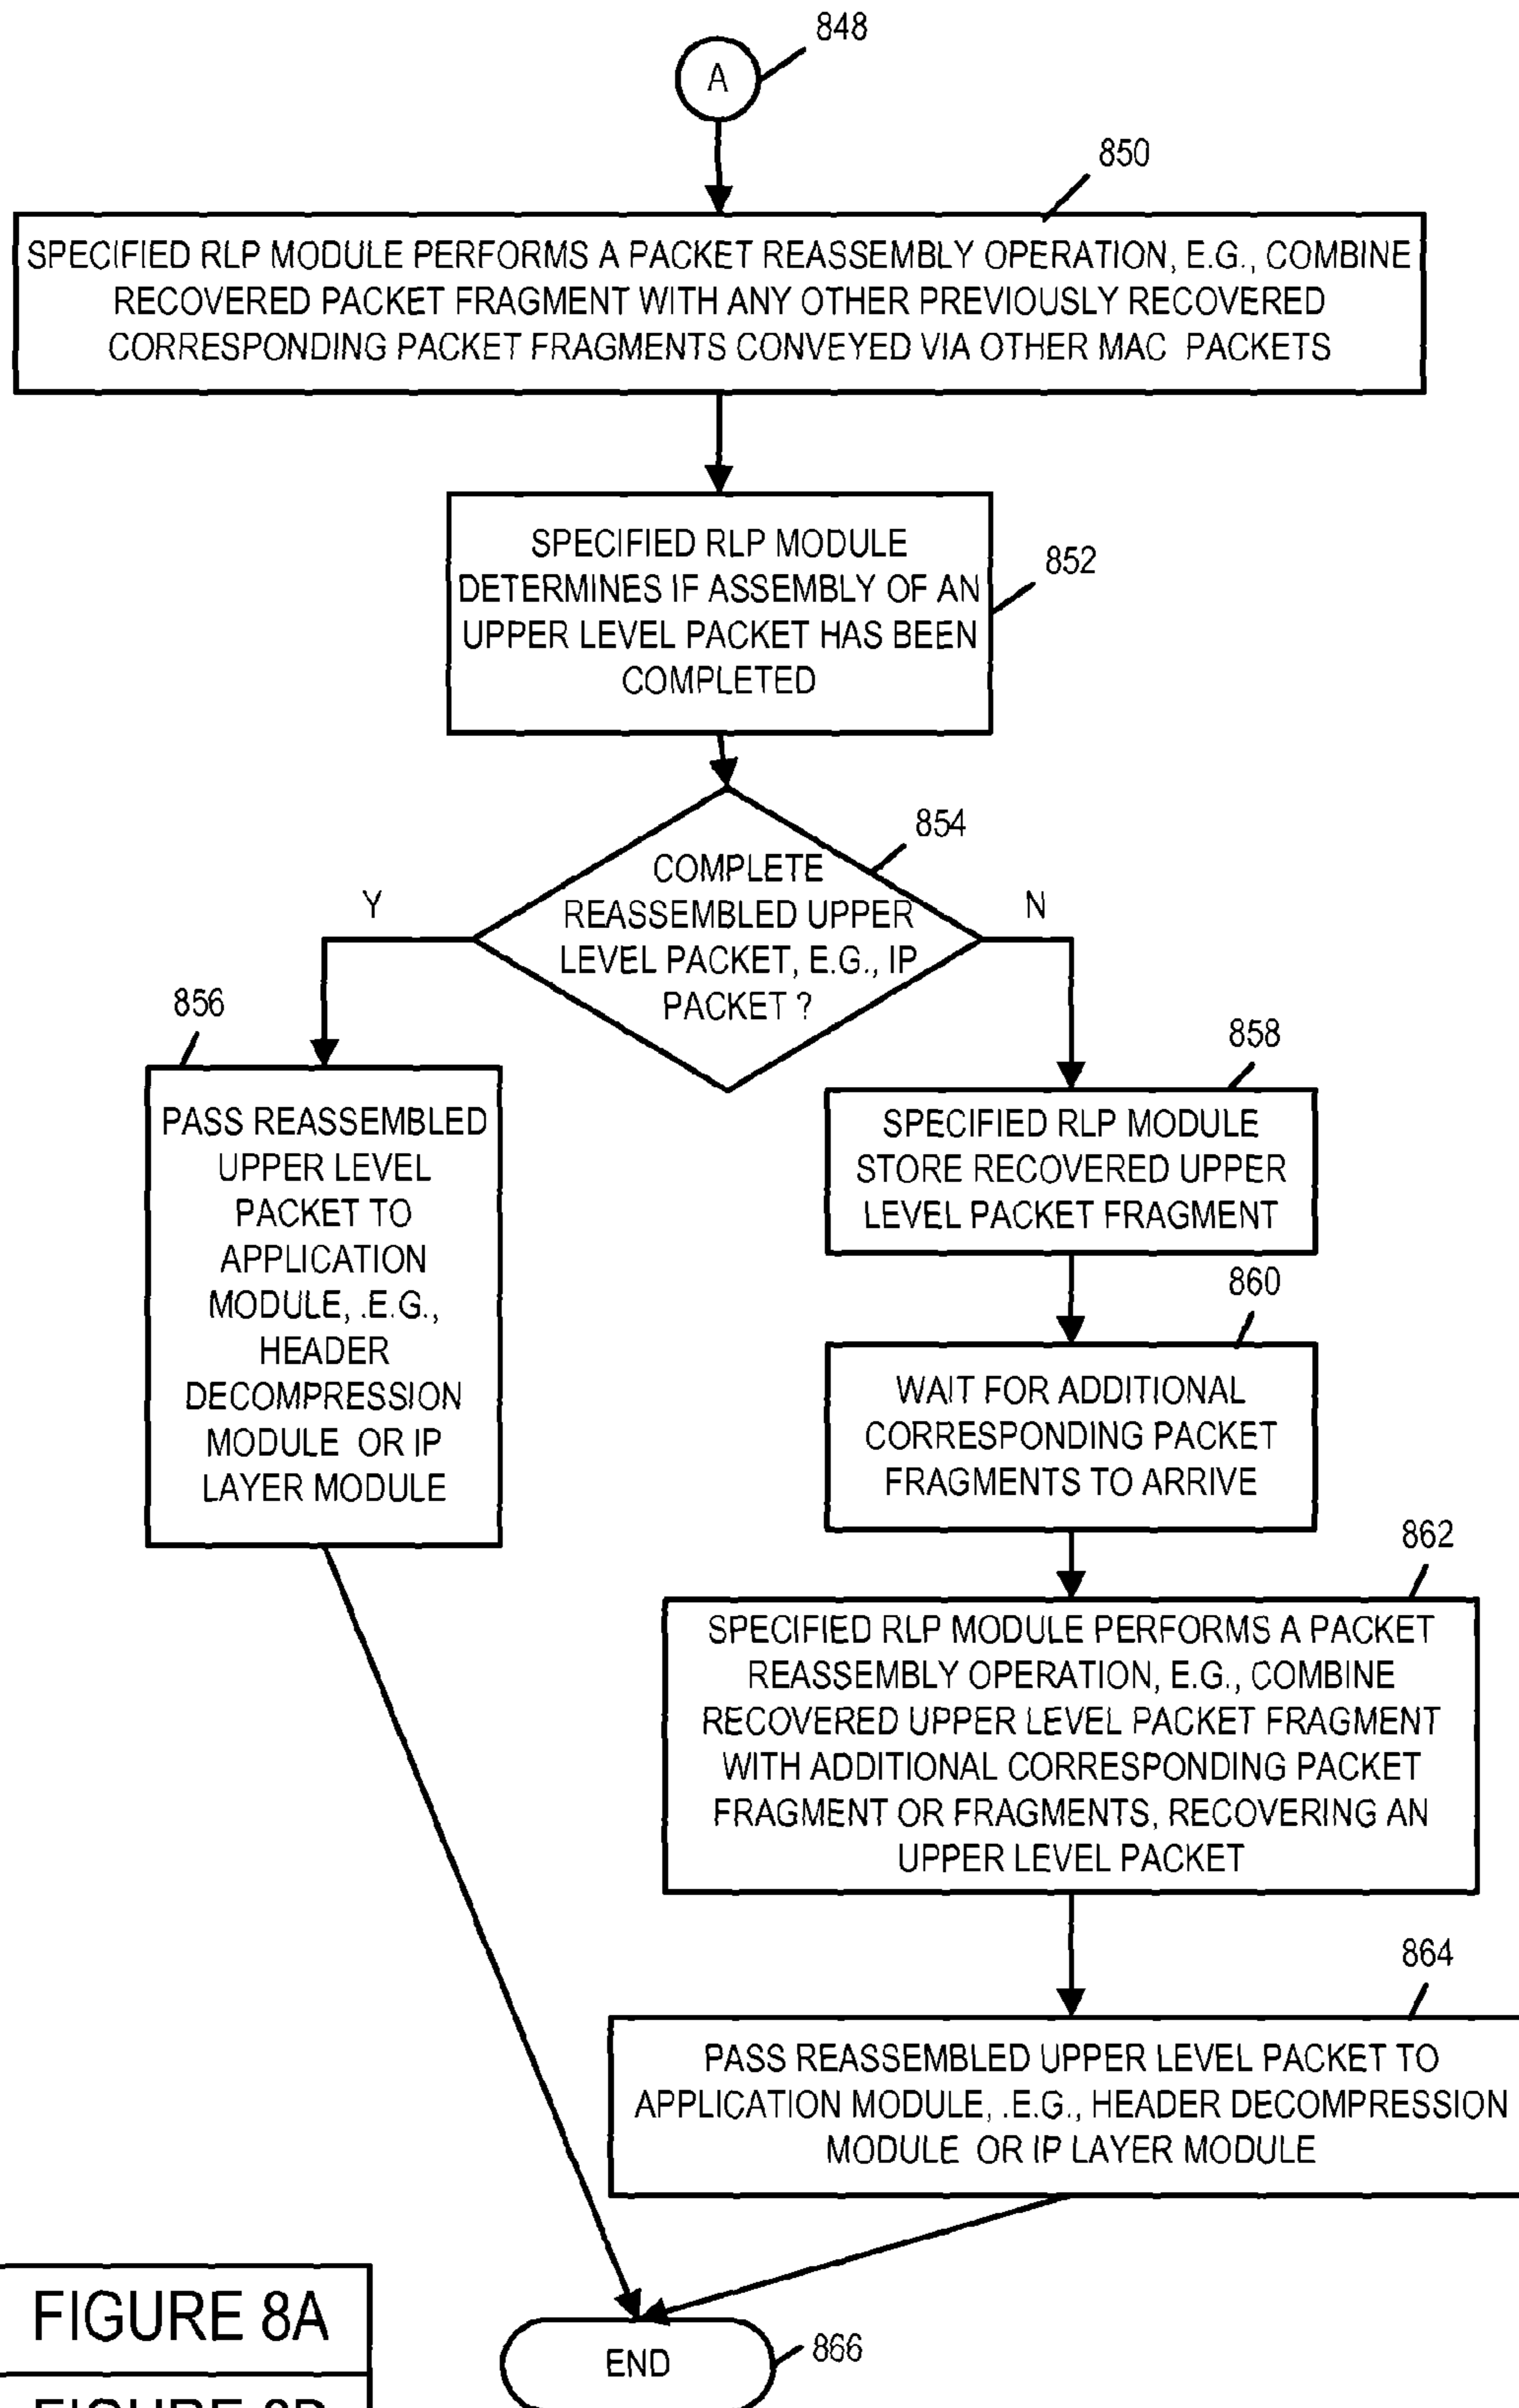 848
A
850
SPECIFIED RLP MODULE PERFORMS A PACKET REASSEMBLY OPERATION, E.G., COMBINE
RECOVERED PACKET FRAGMENT WITH ANY OTHER PREVIOUSLY RECOVERED
CORRESPONDING PACKET FRAGMENTS CONVEYED VIA OTHER MAC PACKETS
SPECIFIED RLP MODULE
DETERMINES IF ASSEMBLY OF AN
UPPER LEVEL PACKET HAS BEEN
COMPLETED
852
854
COMPLETE
REASSEMBLED UPPER
LEVEL PACKET, E.G., IP
PACKET ?
Y
N
856
PASS REASSEMBLED
UPPER LEVEL
PACKET TO
APPLICATION
MODULE, .E.G.,
HEADER
DECOMPRESSION
MODULE OR IP
LAYER MODULE
858
SPECIFIED RLP MODULE
STORE RECOVERED UPPER
LEVEL PACKET FRAGMENT
860
WAIT FOR ADDITIONAL
CORRESPONDING PACKET
FRAGMENTS TO ARRIVE
862
SPECIFIED RLP MODULE PERFORMS A PACKET
REASSEMBLY OPERATION, E.G., COMBINE
RECOVERED UPPER LEVEL PACKET FRAGMENT
WITH ADDITIONAL CORRESPONDING PACKET
FRAGMENT OR FRAGMENTS, RECOVERING AN
UPPER LEVEL PACKET
864
PASS REASSEMBLED UPPER LEVEL PACKET TO
APPLICATION MODULE, .E.G., HEADER DECOMPRESSION
MODULE OR IP LAYER MODULE
FIGURE 8A
END
866
FIGURE